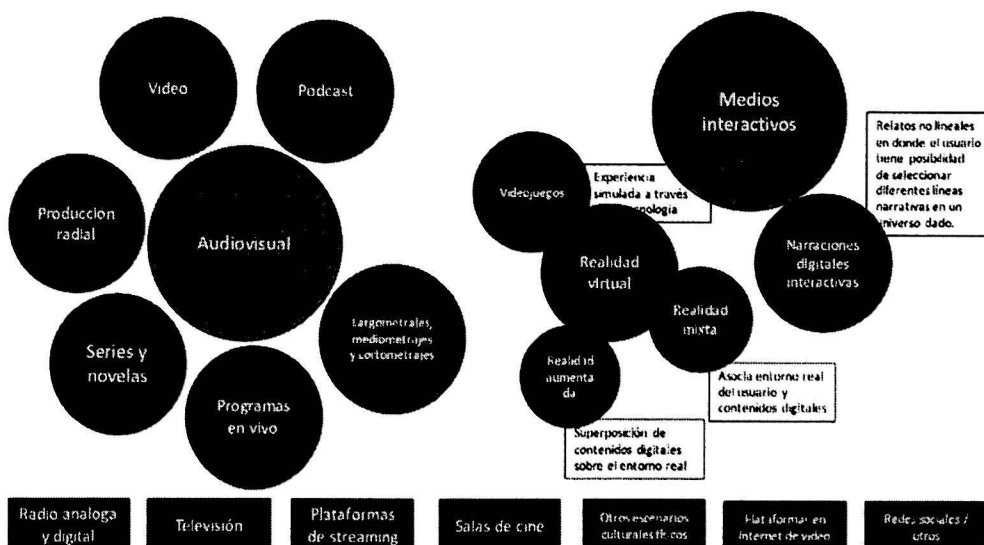 Video
Podcast
Producción
radial
Audiovisual
Series y
novelas
Programas
en vivo
Largometrales,
mediometrajes
y cortometrajes
Medios
interactivos
Videojuegos
Experiencia
simulada a través
Realidad
virtual
Relatos no lineales
en donde el usuario
tiene posibilidad
de seleccionar
diferentes líneas
narrativas en un
universo dado.
Narraciones
digitales
interactivas
Realidad
mixta
Realidad
aumenta
da
Asocia entorno real
del usuario y
contenidos digitales
Superposición de
contenidos digitales
sobre el entorno real
Radio analoga
y digital
Televisión
Plataformas
de streaming
Salas de cine
Otros escenarios
culturales
Plataformas en
internet de video
Redes sociales /
otros